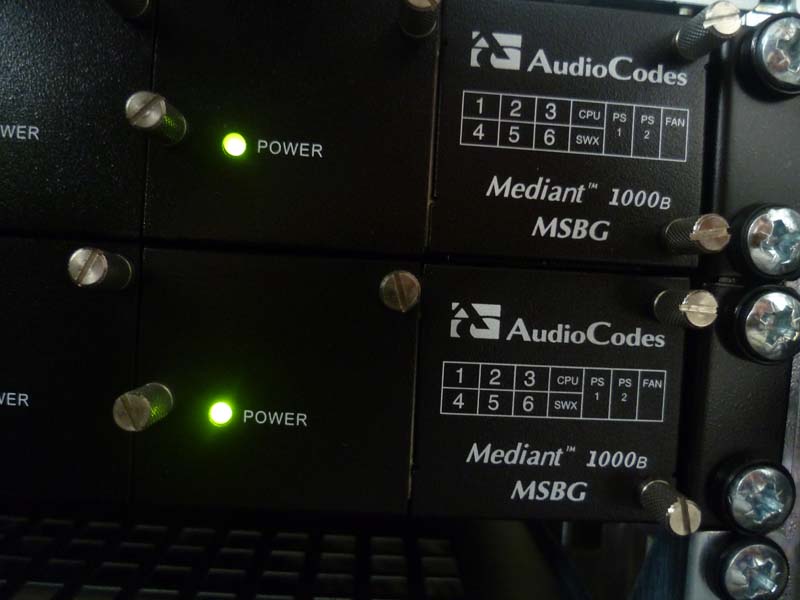 AudioCodes
1 2 3 CPU PS 1 PS 2 FAN
4 5 6 SWX
WER
POWER
Mediant™ 1000B
MSBG
AudioCodes
1 2 3 CPU PS 1 PS 2 FAN
4 5 6 SWX
WER
POWER
Mediant™ 1000B
MSBG